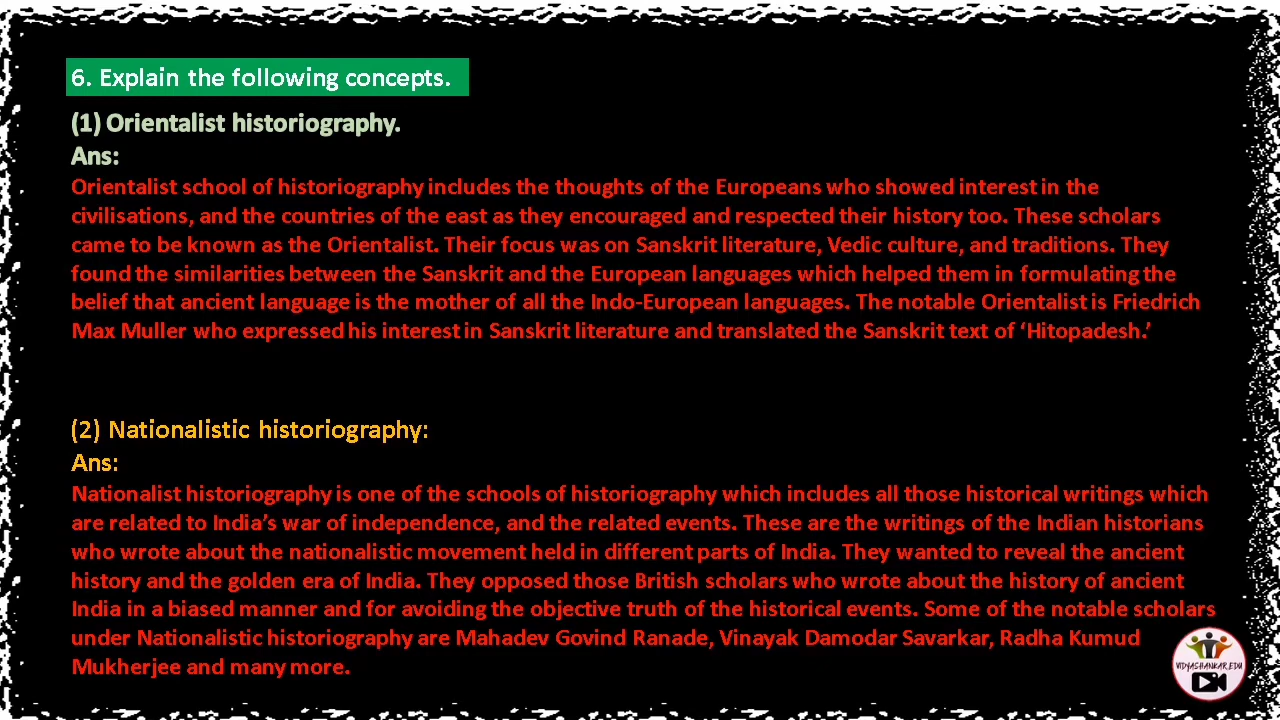 6. Explain the following concepts.
(1) Orientalist historiography.
Ans:
Orientalist school of historiography includes the thoughts of the Europeans who showed interest in the
civilisations, and the countries of the east as they encouraged and respected their history too. These scholars
came to be known as the Orientalist. Their focus was on Sanskrit literature, Vedic culture, and traditions. They
found the similarities between the Sanskrit and the European languages which helped them in formulating the
belief that ancient language is the mother of all the Indo-European languages. The notable Orientalist is Friedrich
Max Muller who expressed his interest in Sanskrit literature and translated the Sanskrit text of ‘Hitopadesh.’
(2) Nationalistic historiography:
Ans:
Nationalist historiography is one of the schools of historiography which includes all those historical writings which
are related to India’s war of independence, and the related events. These are the writings of the Indian historians
who wrote about the nationalistic movement held in different parts of India. They wanted to reveal the ancient
history and the golden era of India. They opposed those British scholars who wrote about the history of ancient
India in a biased manner and for avoiding the objective truth of the historical events. Some of the notable scholars
under Nationalistic historiography are Mahadev Govind Ranade, Vinayak Damodar Savarkar, Radha Kumud
Mukherjee and many more.
VIDYASHANKAR.EDU